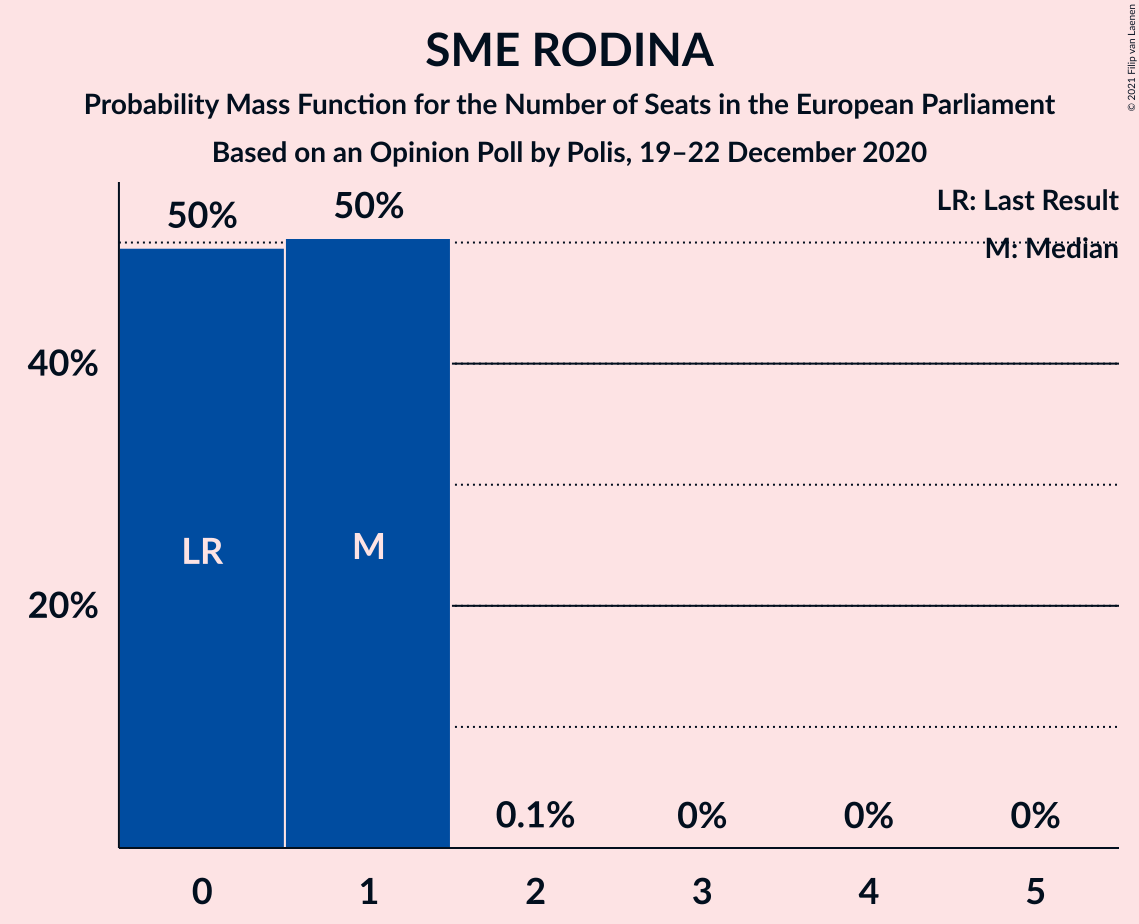 SME RODINA
Probability Mass Function for the Number of Seats in the European Parliament
Based on an Opinion Poll by Polis, 19–22 December 2020
© 2021 Filip van Laenen
LR: Last Result
M: Median
50%
50%
40%
20%
LR
M
0.1%
0%
0%
0%
0
1
2
3
4
5